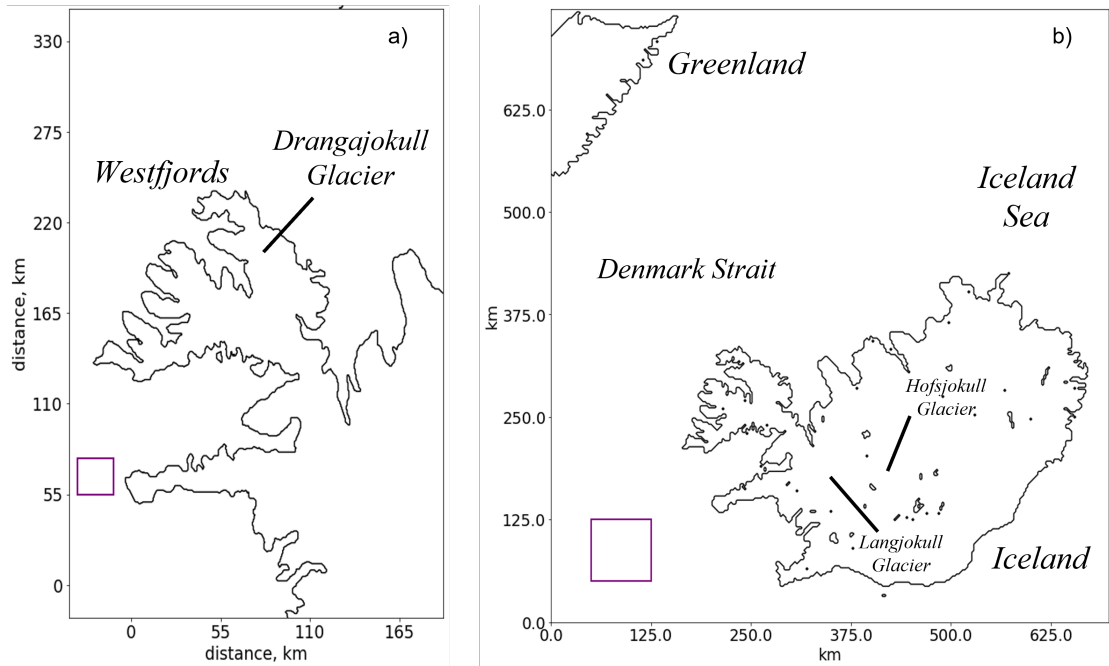 a)
330
275
220
165
110
55
0
distance, km
Westfjords
Drangajokull
Glacier
0 55 110 165
distance, km
b)
Greenland
Iceland
Sea
Denmark Strait
Hofsjokull
Glacier
Langjokull
Glacier
Iceland
625.0
500.0
375.0
250.0
125.0
0.0
km
0.0 125.0 250.0 375.0 500.0 625.0
km